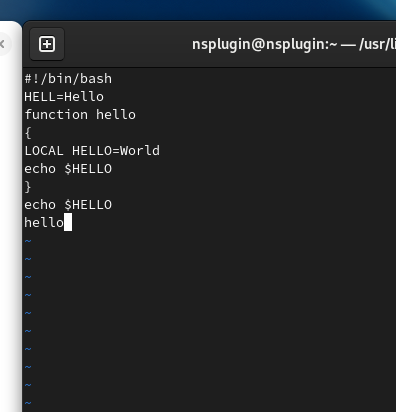 nsplugin@nsplugin:~ — /usr/li
#!/bin/bash
HELL=Hello
function hello
{
LOCAL HELLO=World
echo $HELLO
}
echo $HELLO
hello
~
~
~
~
~
~
~
~
~
~